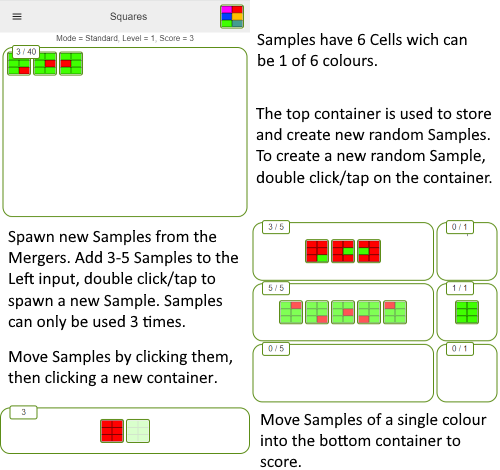 Squares
Mode = Standard, Level = 1, Score = 3
3 / 40
Samples have 6 Cells wich can
be 1 of 6 colours.
The top container is used to store
and create new random Samples.
To create a new random Sample,
double click/tap on the container.
Spawn new Samples from the
Mergers. Add 3-5 Samples to the
Left input, double click/tap to
spawn a new Sample. Samples
can only be used 3 times.
Move Samples by clicking them,
then clicking a new container.
3 / 5
0 / 1
5 / 5
1 / 1
0 / 5
0 / 1
3
Move Samples of a single colour
into the bottom container to
score.